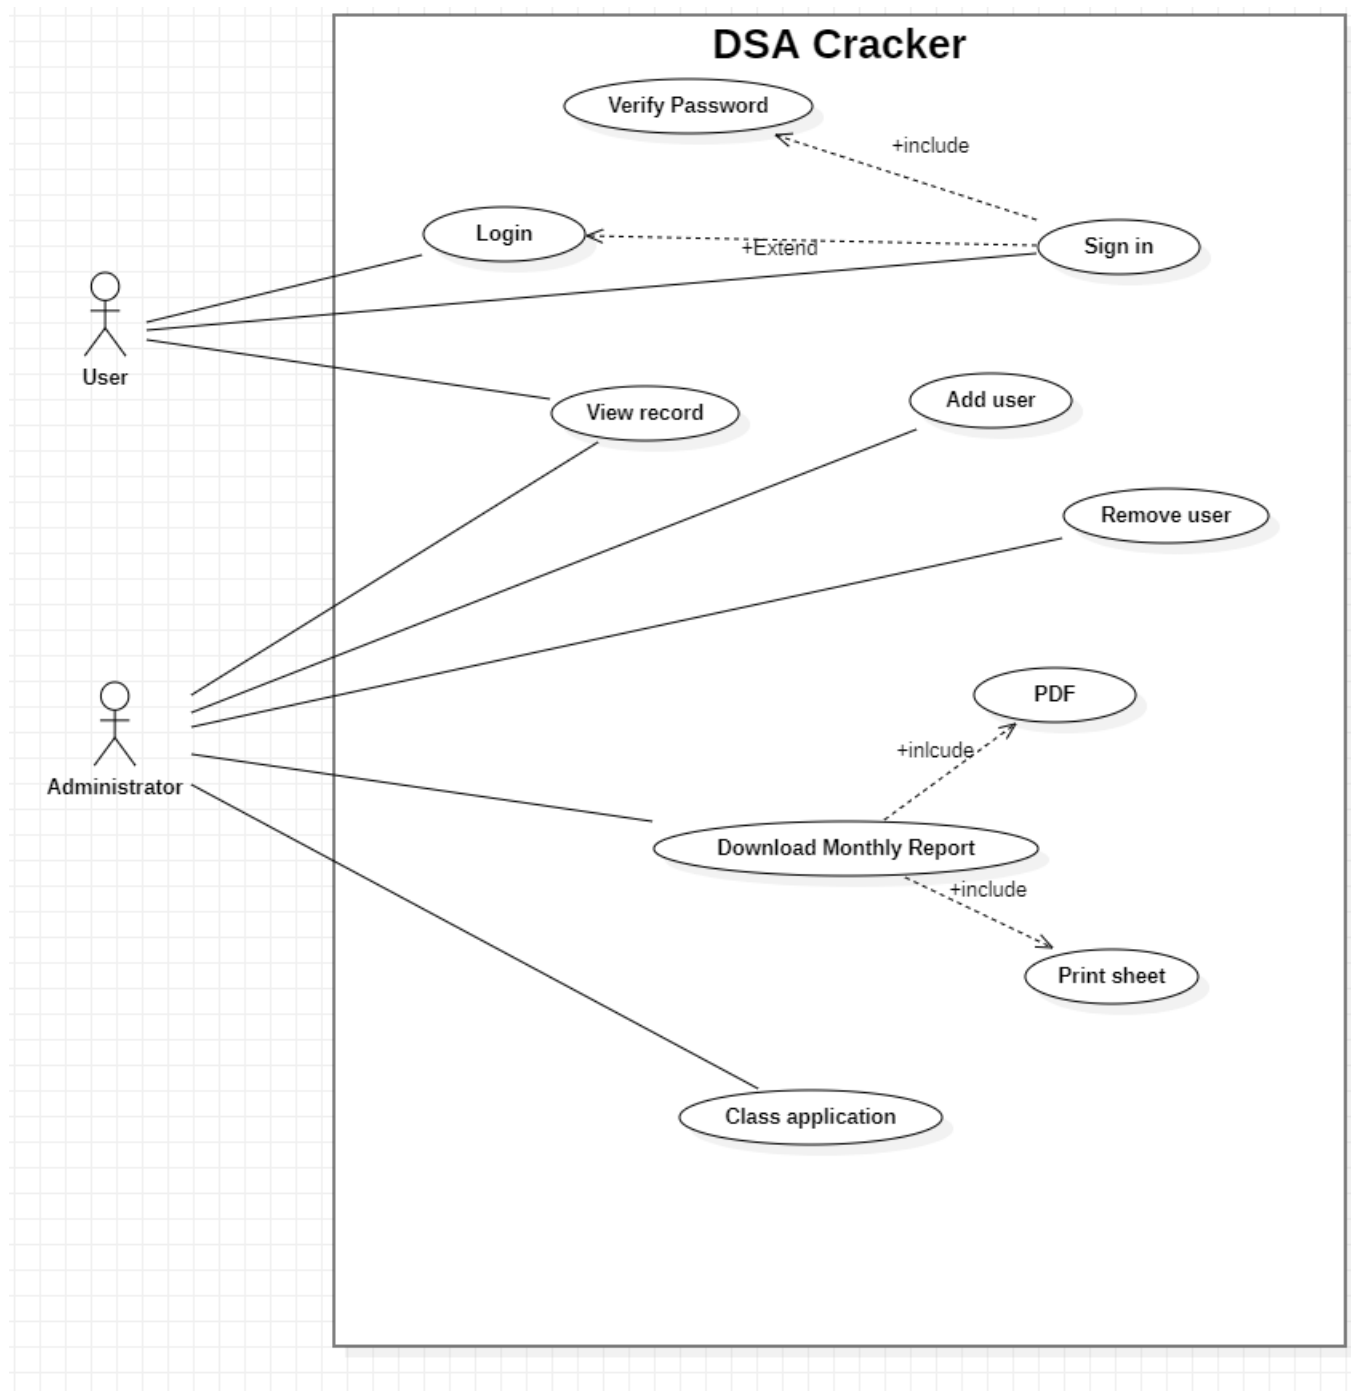 DSA Cracker
Verify Password
+include
Login
+Extend
Sign in
User
View record
Add user
Remove user
PDF
+inlcude
Administrator
Download Monthly Report
+include
Print sheet
Class application